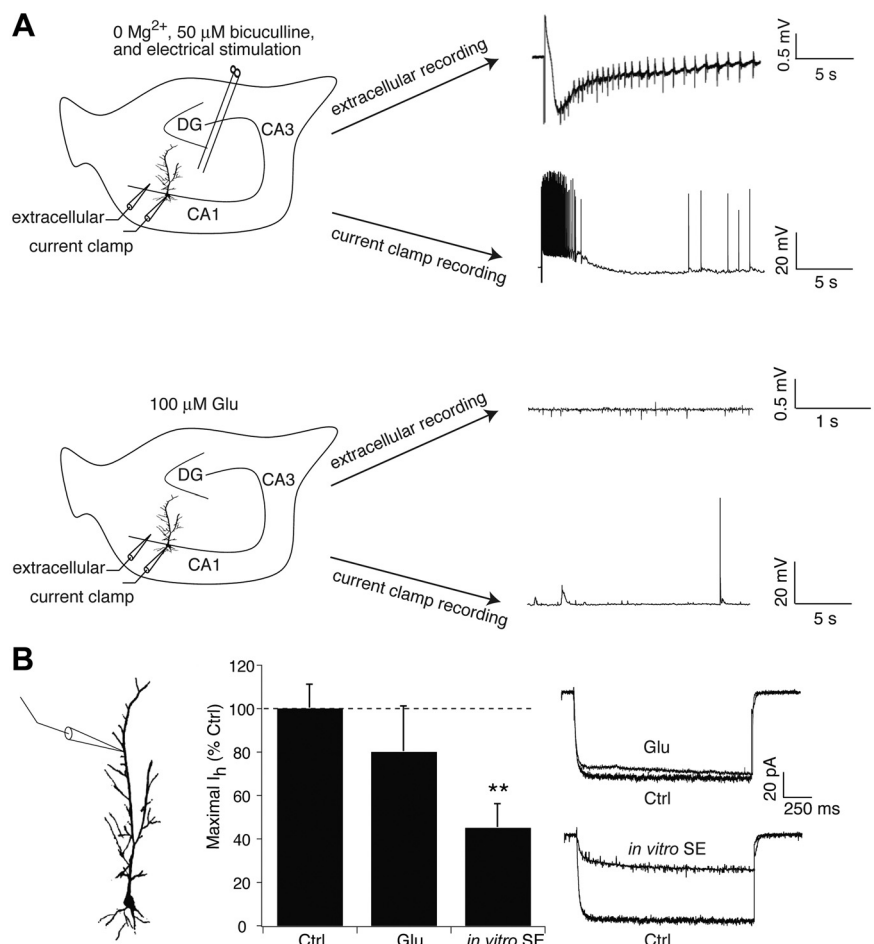 A
0 Mg2+, 50 μM bicuculline,
and electrical stimulation
DG
CA3
CA1
extracellular
current clamp
extracellular recording
current clamp recording
0.5 mV
5 s
20 mV
5 s
100 μM Glu
DG
CA3
CA1
extracellular
current clamp
extracellular recording
current clamp recording
0.5 mV
1 s
20 mV
5 s
B
Maximal Ih (% Ctrl)
120
100
80
60
40
20
0
**
Ctrl
Glu
in vitro SE
Glu
Ctrl
20 pA
250 ms
in vitro SE
Ctrl